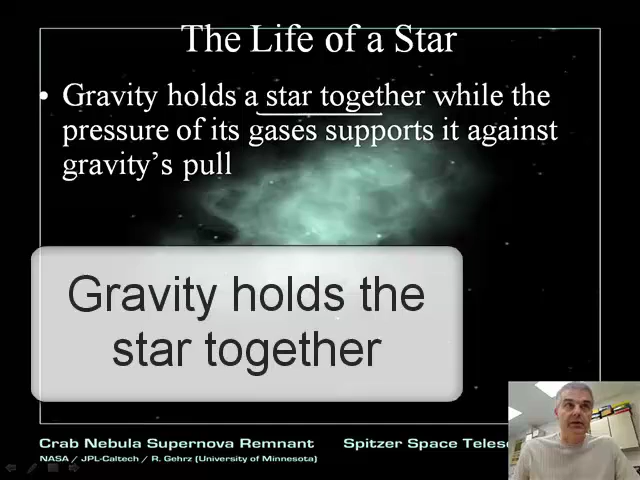 The Life of a Star
• Gravity holds a star together while the
pressure of its gases supports it against
gravity's pull
Gravity holds the
star together
Crab Nebula Supernova Remnant Spitzer Space
NASA / JPL-Caltech / R. Gehrz (University of Minnesota)